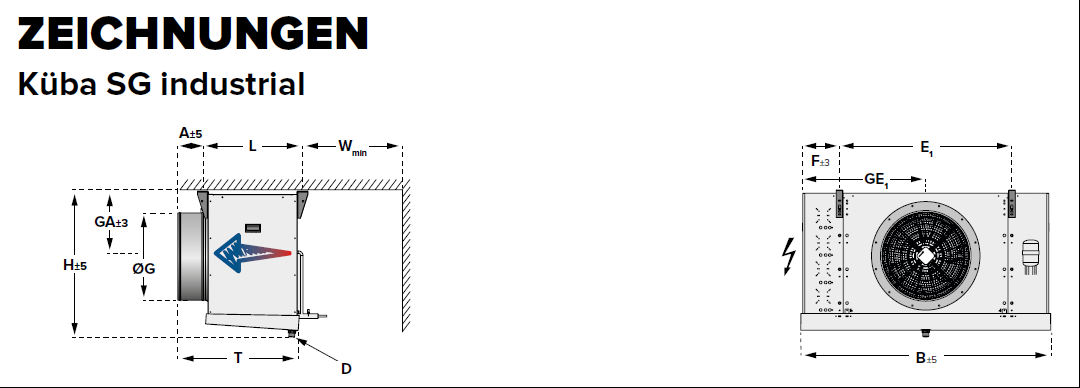 ZEICHNUNGEN
Küba SG industrial
A±5
L
Wmin
GA±3
H±5
ØG
T
D
E1
F±3
GE1
B±5